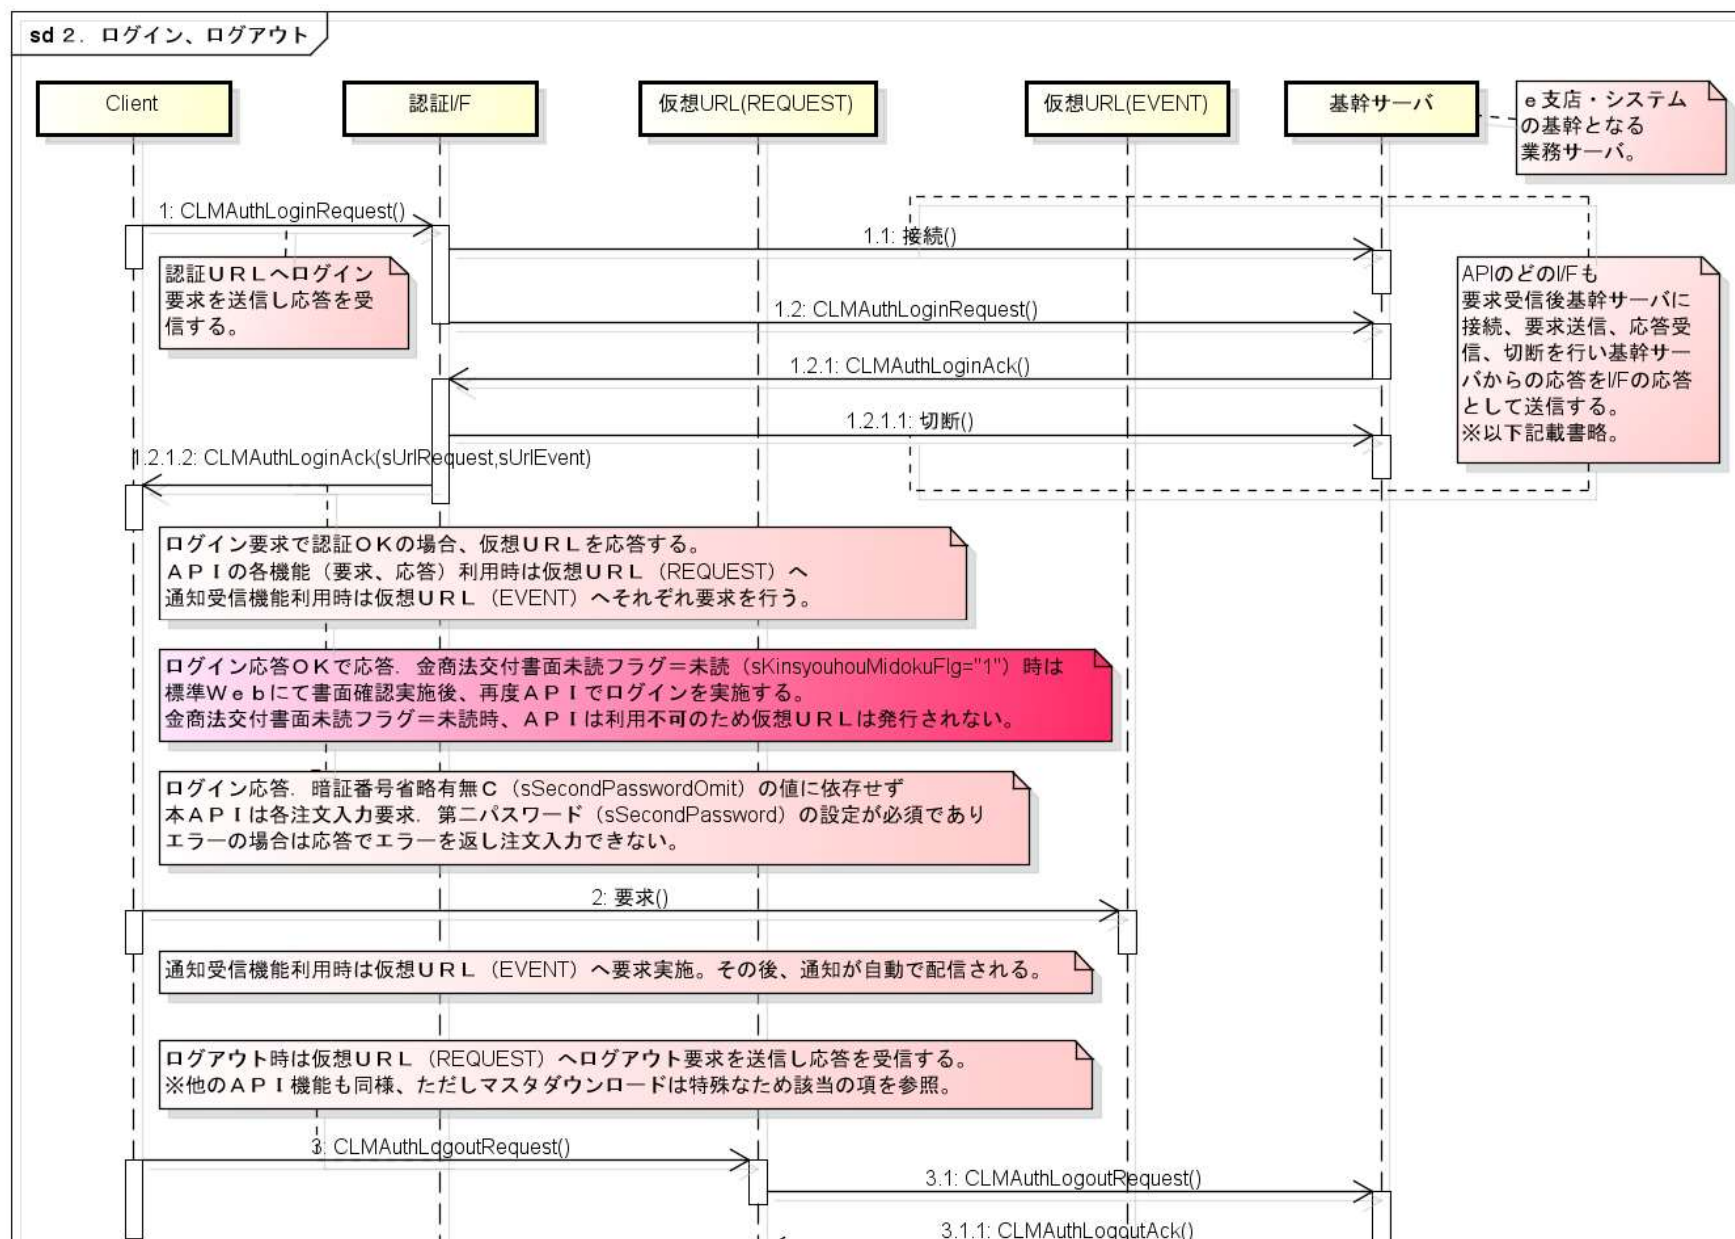 sd 2. ログイン、ログアウト
Client
認証I/F
仮想URL(REQUEST)
仮想URL(EVENT)
基幹サーバ
e支店・システム
の基幹となる
業務サーバ。
1: CLMAuthLoginRequest()
1.1: 接続()
認証URLへログイン
要求を送信し応答を受
信する。
APIのどのI/Fも
要求受信後基幹サーバに
接続、要求送信、応答受
信、切断を行い基幹サー
バからの応答をI/Fの応答
として送信する。
※以下記載書略。
1.2: CLMAuthLoginRequest()
1.2.1: CLMAuthLoginAck()
1.2.1.1: 切断()
1.2.1.2: CLMAuthLoginAck(sUrlRequest,sUrlEvent)
ログイン要求で認証OKの場合、仮想URLを応答する。
APIの各機能（要求、応答）利用時は仮想URL（REQUEST）へ
通知受信機能利用時は仮想URL（EVENT）へそれぞれ要求を行う。
ログイン応答OKで応答．金商法交付書面未読フラグ＝未読（sKinsyouhouMidokuFlg="1"）時は
標準Webにて書面確認実施後、再度APIでログインを実施する。
金商法交付書面未読フラグ＝未読時、APIは利用不可のため仮想URLは発行されない。
ログイン応答．暗証番号省略有無C（sSecondPasswordOmit）の値に依存せず
本APIは各注文入力要求．第二パスワード（sSecondPassword）の設定が必須であり
エラーの場合は応答でエラーを返し注文入力できない。
2: 要求()
通知受信機能利用時は仮想URL（EVENT）へ要求実施。その後、通知が自動で配信される。
ログアウト時は仮想URL（REQUEST）へログアウト要求を送信し応答を受信する。
※他のAPI機能も同様、ただしマスタダウンロードは特殊なため該当の項を参照。
3: CLMAuthLogoutRequest()
3.1: CLMAuthLogoutRequest()
3.1.1: CLMAuthLogoutAck()